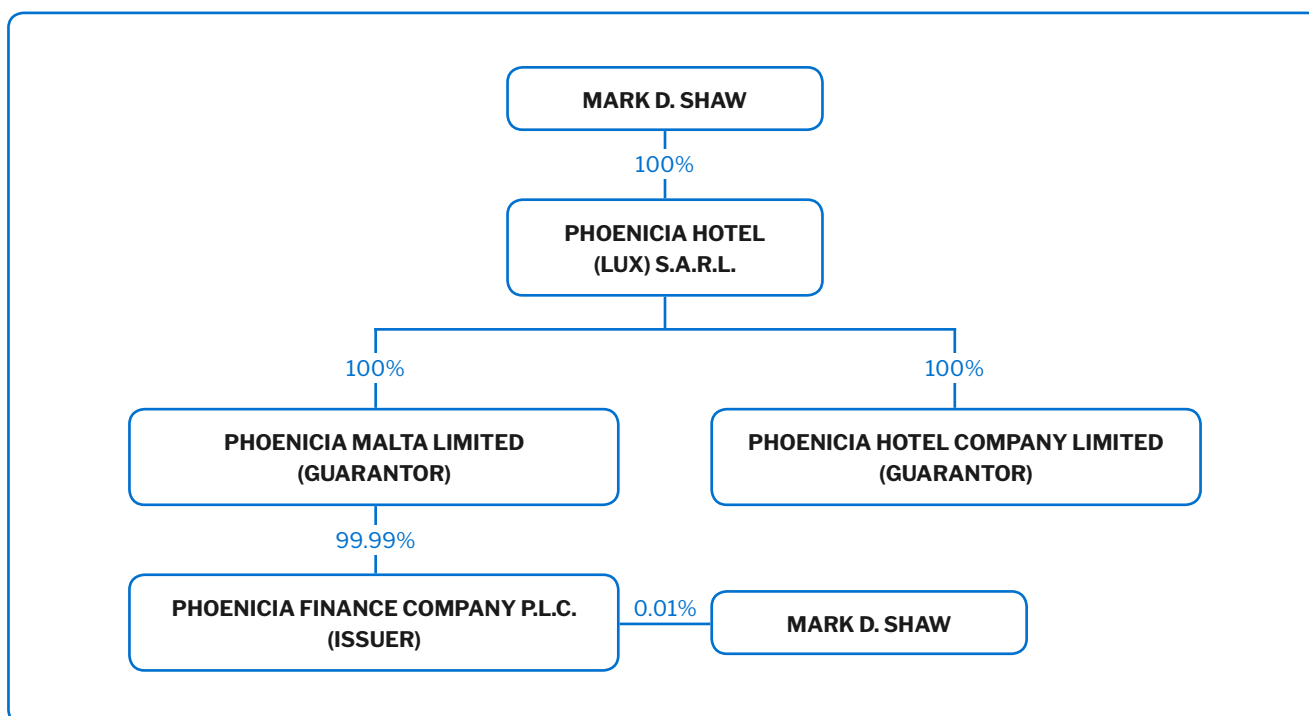 MARK D. SHAW
100%
PHOENICIA HOTEL
(LUX) S.A.R.L.
100%
100%
PHOENICIA MALTA LIMITED
(GUARANTOR)
PHOENICIA HOTEL COMPANY LIMITED
(GUARANTOR)
99.99%
PHOENICIA FINANCE COMPANY P.L.C.
(ISSUER)
0.01%
MARK D. SHAW